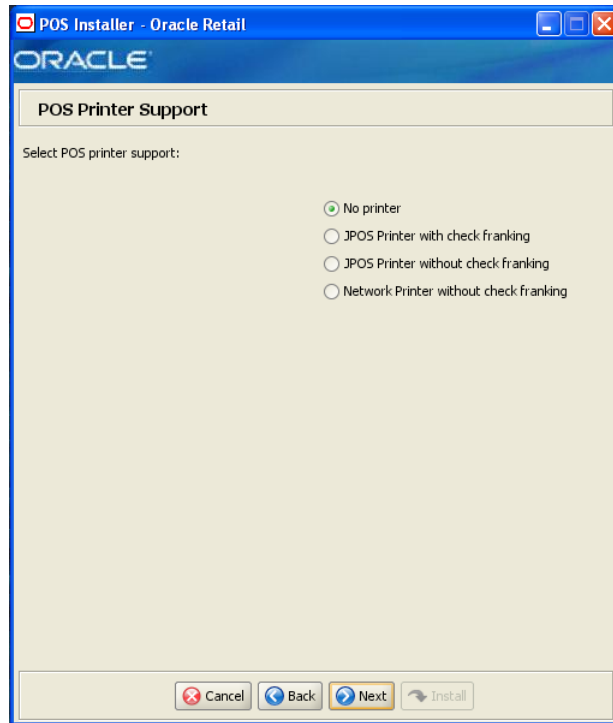 POS Installer - Oracle Retail
ORACLE
POS Printer Support
Select POS printer support:
No printer
JPOS Printer with check franking
JPOS Printer without check franking
Network Printer without check franking
Cancel Back Next Install